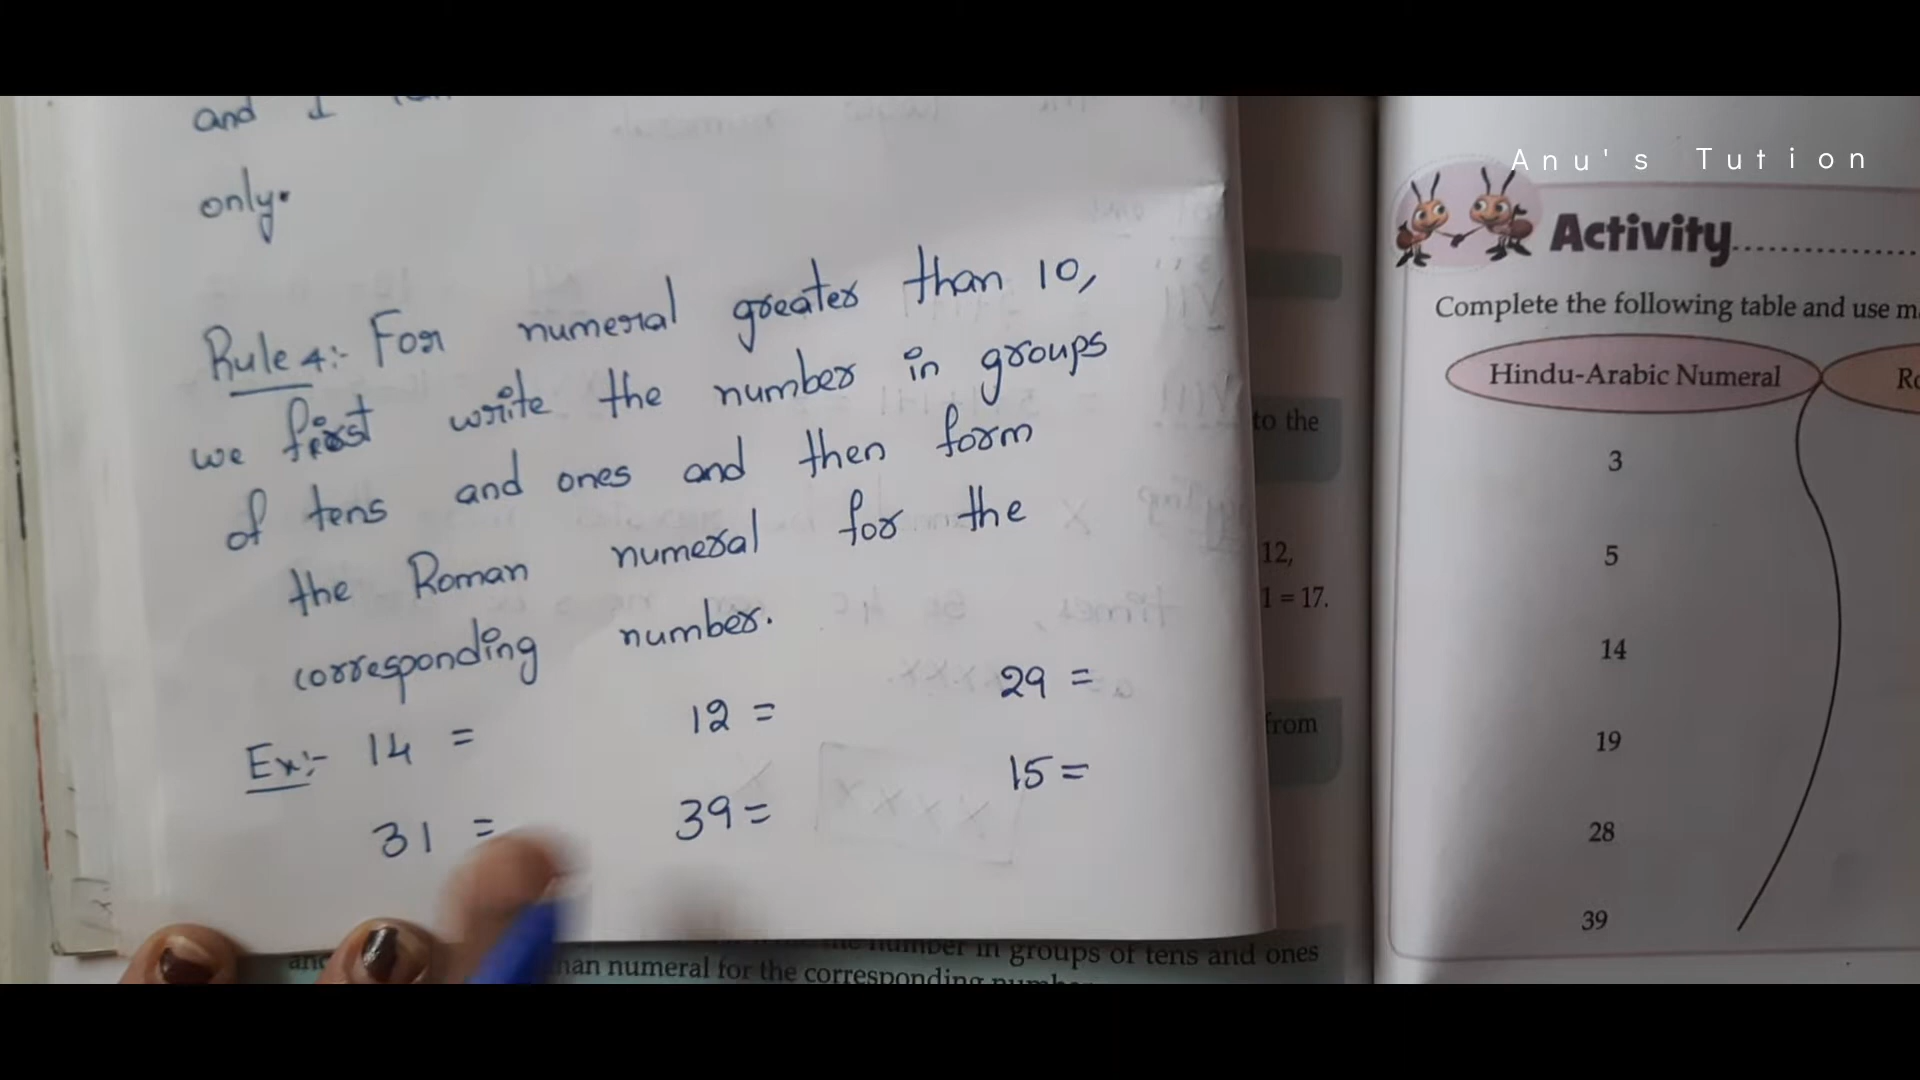 and I
only.
Rule 4:- For numeral greater than 10,
we first write the number in groups
of tens and ones and then form
the Roman numeral for the
corresponding number.
Ex:- 14 = 12 = 29 =
31 = 39 = 15 =
to the
12,
1 = 17.
from
number in groups of tens and ones
man numeral for the corresponding
Anu's Tution
Activity
Complete the following table and use
Hindu-Arabic Numeral
3
5
14
19
28
39